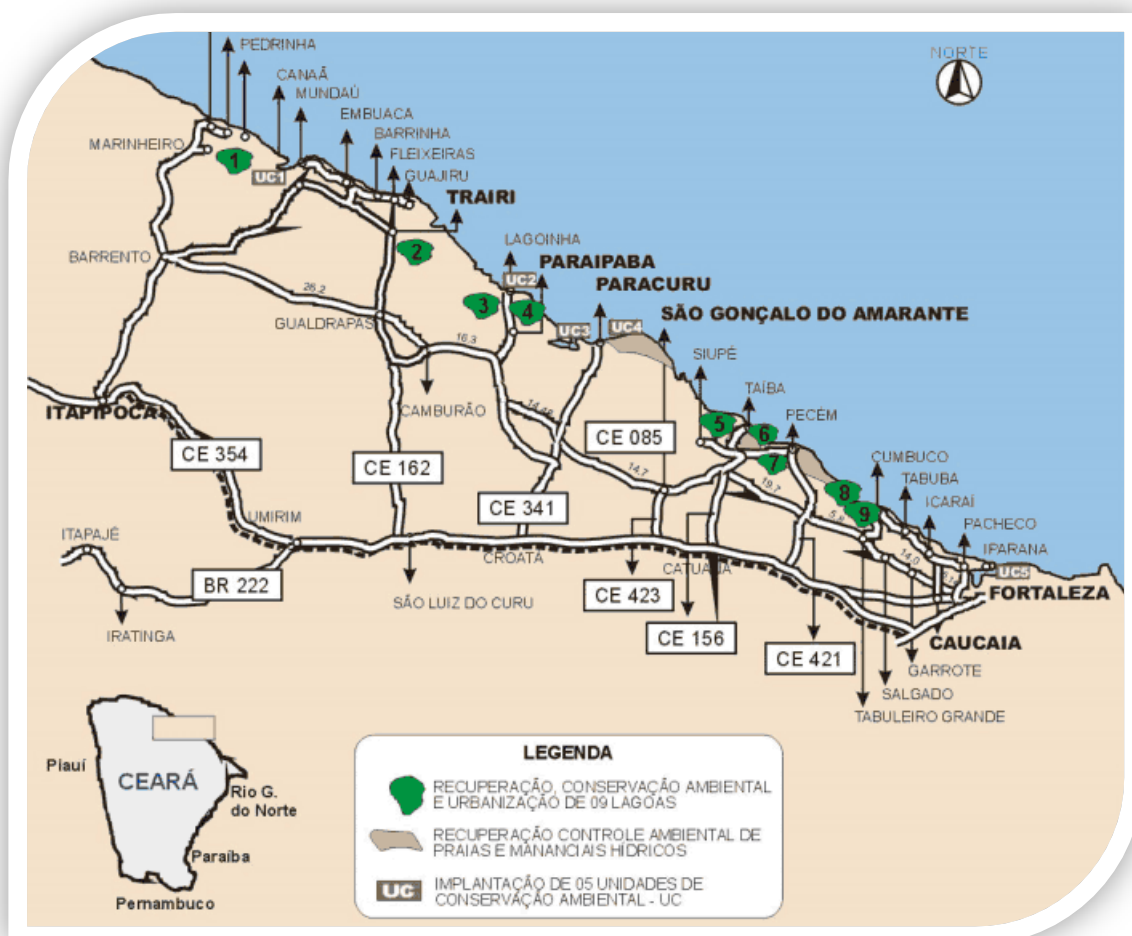 NORTE
PEDRINHA
CANAÃ
MUNDAÚ
EMBUACA
BARRINHA
FLEIXEIRAS
GUAJIRU
MARINHEIRO
1
UC1
TRAIRI
BARRENTO
2
LAGOINHA
UC2
PARAIPABA
PARACURU
26.2
3
4
SÃO GONÇALO DO AMARANTE
GUALDRAPAS
16.3
UC3
UC4
SIUPÉ
TAÍBA
ITAPIPOCA
CAMBURÃO
14.48
CE 085
5
6
PECÉM
CE 354
CE 162
14.7
7
CUMBUCO
19.7
8
TABUBA
CE 341
9
5.8
ICARAÍ
UMIRIM
PACHECO
ITAPAJÉ
CROATÁ
14.0
IPARANA
CATUANA
UC5
BR 222
CE 423
FORTALEZA
SÃO LUIZ DO CURU
IRATINGA
CE 156
CE 421
CAUCAIA
GARROTE
SALGADO
TABULEIRO GRANDE
Piauí
CEARÁ
Rio G.
do Norte
Paraíba
Pernambuco
LEGENDA
RECUPERAÇÃO, CONSERVAÇÃO AMBIENTAL
E URBANIZAÇÃO DE 09 LAGOAS
RECUPERAÇÃO CONTROLE AMBIENTAL DE
PRAIAS E MANANCIAIS HÍDRICOS
UC
IMPLANTAÇÃO DE 05 UNIDADES DE
CONSERVAÇÃO AMBIENTAL - UC